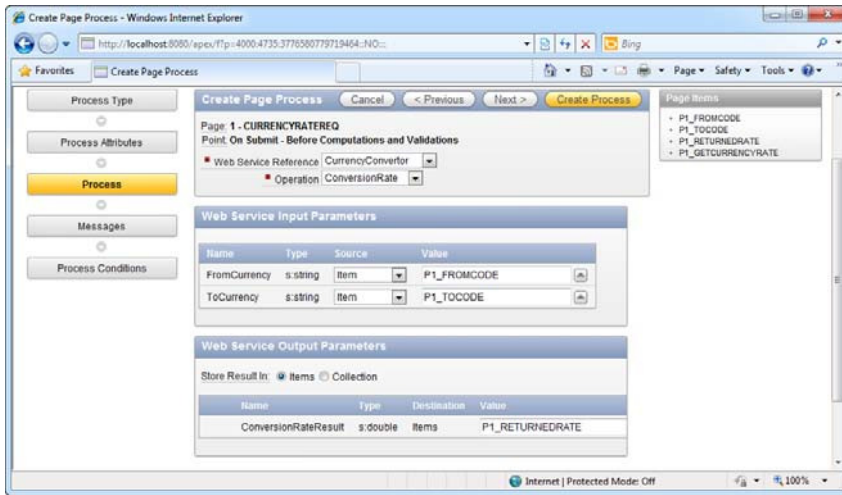 Create Page Process - Windows Internet Explorer
http://localhost:8080/apex/f?p=4000:4735:3776580779719464::NO:::
Bing
Favorites
Create Page Process
Page
Safety
Tools
Process Type
Process Attributes
Process
Messages
Process Conditions
Create Page Process
Cancel
< Previous
Next >
Create Process
Page: 1 - CURRENCYRATEREQ
Point: On Submit - Before Computations and Validations
Web Service Reference CurrencyConvertor
Operation ConversionRate
Page Items
P1_FROMCODE
P1_TOCODE
P1_RETURNEDRATE
P1_GETCURRENCYRATE
Web Service Input Parameters
Name Type Source Value
FromCurrency s:string Item P1_FROMCODE
ToCurrency s:string Item P1_TOCODE
Web Service Output Parameters
Store Result In: Items Collection
Name Type Destination Value
ConversionRateResult s:double Items P1_RETURNEDRATE
Internet | Protected Mode: Off
100%